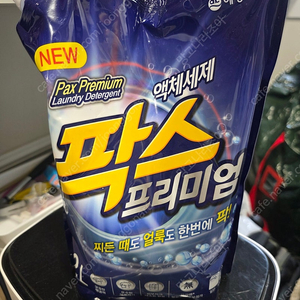 NEW
Pax Premium
Laundry Detergent
액체세제
팍스
프리미엄
찌든 때도 얼룩도 한번에 팍!
2L